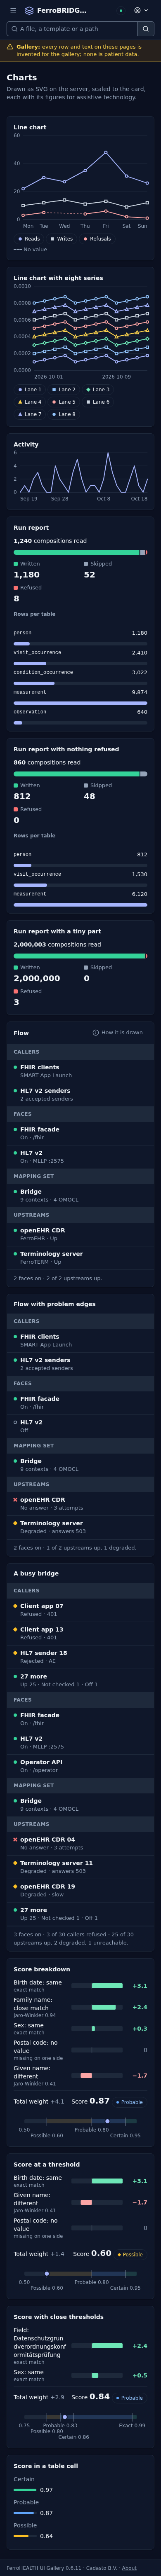 FerroBRIDG…
A file, a template or a path
Gallery: every row and text on these pages is
invented for the gallery; none is patient data.
Charts
Drawn as SVG on the server, scaled to the card,
each with its figures for assistive technology.
Line chart
60
40
20
0
Mon Tue Wed Thu Fri Sat Sun
Reads Writes Refusals
No value
Line chart with eight series
0.0010
0.0008
0.0006
0.0004
0.0002
0.0000
2026-10-01 2026-10-09
Lane 1 Lane 2 Lane 3
Lane 4 Lane 5 Lane 6
Lane 7 Lane 8
Activity
6
4
2
0
Sep 19 Sep 28 Oct 8 Oct 18
Run report
1,240 compositions read
Written Skipped
1,180 52
Refused
8
Rows per table
person 1,180
visit_occurrence 2,410
condition_occurrence 3,022
measurement 9,874
observation 640
Run report with nothing refused
860 compositions read
Written Skipped
812 48
Refused
0
Rows per table
person 812
visit_occurrence 1,530
measurement 6,120
Run report with a tiny part
2,000,003 compositions read
Written Skipped
2,000,000 0
Refused
3
Flow How it is drawn
CALLERS
FHIR clients
SMART App Launch
HL7 v2 senders
2 accepted senders
FACES
FHIR facade
On · /fhir
HL7 v2
On · MLLP :2575
MAPPING SET
Bridge
9 contexts · 4 OMOCL
UPSTREAMS
openEHR CDR
FerroEHR · Up
Terminology server
FerroTERM · Up
2 faces on · 2 of 2 upstreams up.
Flow with problem edges
CALLERS
FHIR clients
SMART App Launch
HL7 v2 senders
2 accepted senders
FACES
FHIR facade
On · /fhir
HL7 v2
Off
MAPPING SET
Bridge
9 contexts · 4 OMOCL
UPSTREAMS
openEHR CDR
No answer · 3 attempts
Terminology server
Degraded · answers 503
2 faces on · 1 of 2 upstreams up, 1 degraded.
A busy bridge
CALLERS
Client app 07
Refused · 401
Client app 13
Refused · 401
HL7 sender 18
Rejected · AE
27 more
Up 25 · Not checked 1 · Off 1
FACES
FHIR facade
On · /fhir
HL7 v2
On · MLLP :2575
Operator API
On · /operator
MAPPING SET
Bridge
9 contexts · 4 OMOCL
UPSTREAMS
openEHR CDR 04
No answer · 3 attempts
Terminology server 11
Degraded · answers 503
openEHR CDR 19
Degraded · slow
27 more
Up 25 · Not checked 1 · Off 1
3 faces on · 3 of 30 callers refused · 25 of 30
upstreams up, 2 degraded, 1 unreachable.
Score breakdown
Birth date: same
exact match
+3.1
Family name:
close match
Jaro-Winkler 0.94
+2.4
Sex: same
exact match
+0.3
Postal code: no
value
missing on one side
0
Given name:
different
Jaro-Winkler 0.41
−1.7
Total weight +4.1 Score 0.87 Probable
0.50 Probable 0.80
Possible 0.60 Certain 0.95
Score at a threshold
Birth date: same
exact match
+3.1
Given name:
different
Jaro-Winkler 0.41
−1.7
Postal code: no
value
missing on one side
0
Total weight +1.4 Score 0.60 Possible
0.50 Probable 0.80
Possible 0.60 Certain 0.95
Score with close thresholds
Field:
Datenschutzgrun
dverordnungskonf
ormitätsprüfung
exact match
+2.4
Sex: same
exact match
+0.5
Total weight +2.9 Score 0.84 Probable
0.75 Probable 0.83 Exact 0.99
Possible 0.80
Certain 0.86
Score in a table cell
Certain
0.97
Probable
0.87
Possible
0.64
FerroHEALTH UI Gallery 0.6.11 · Cadasto B.V. · About